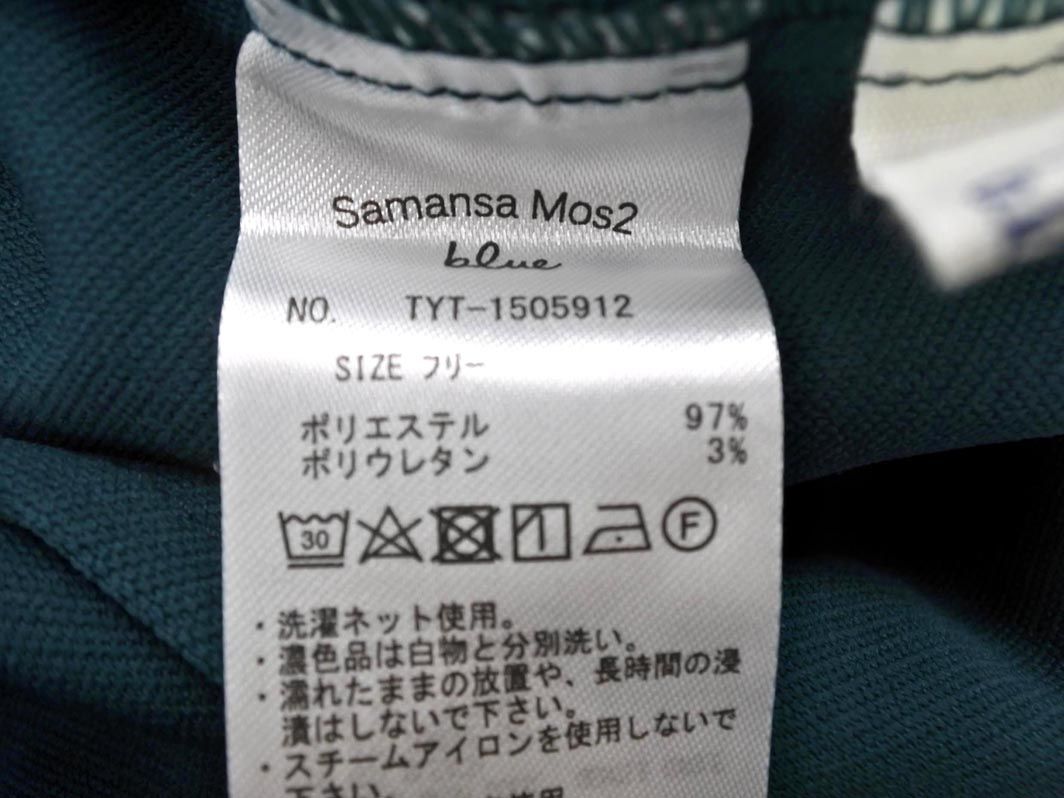 Samansa Mos2
blue
NO. TYT-1505912
SIZE フリー
ポリエステル 97%
ポリウレタン 3%
30 F
・洗濯ネット使用。
・濃色品は白物と分別洗い。
・濡れたままの放置や、長時間の浸
漬はしないで下さい。
・スチームアイロンを使用しないで
下さい。